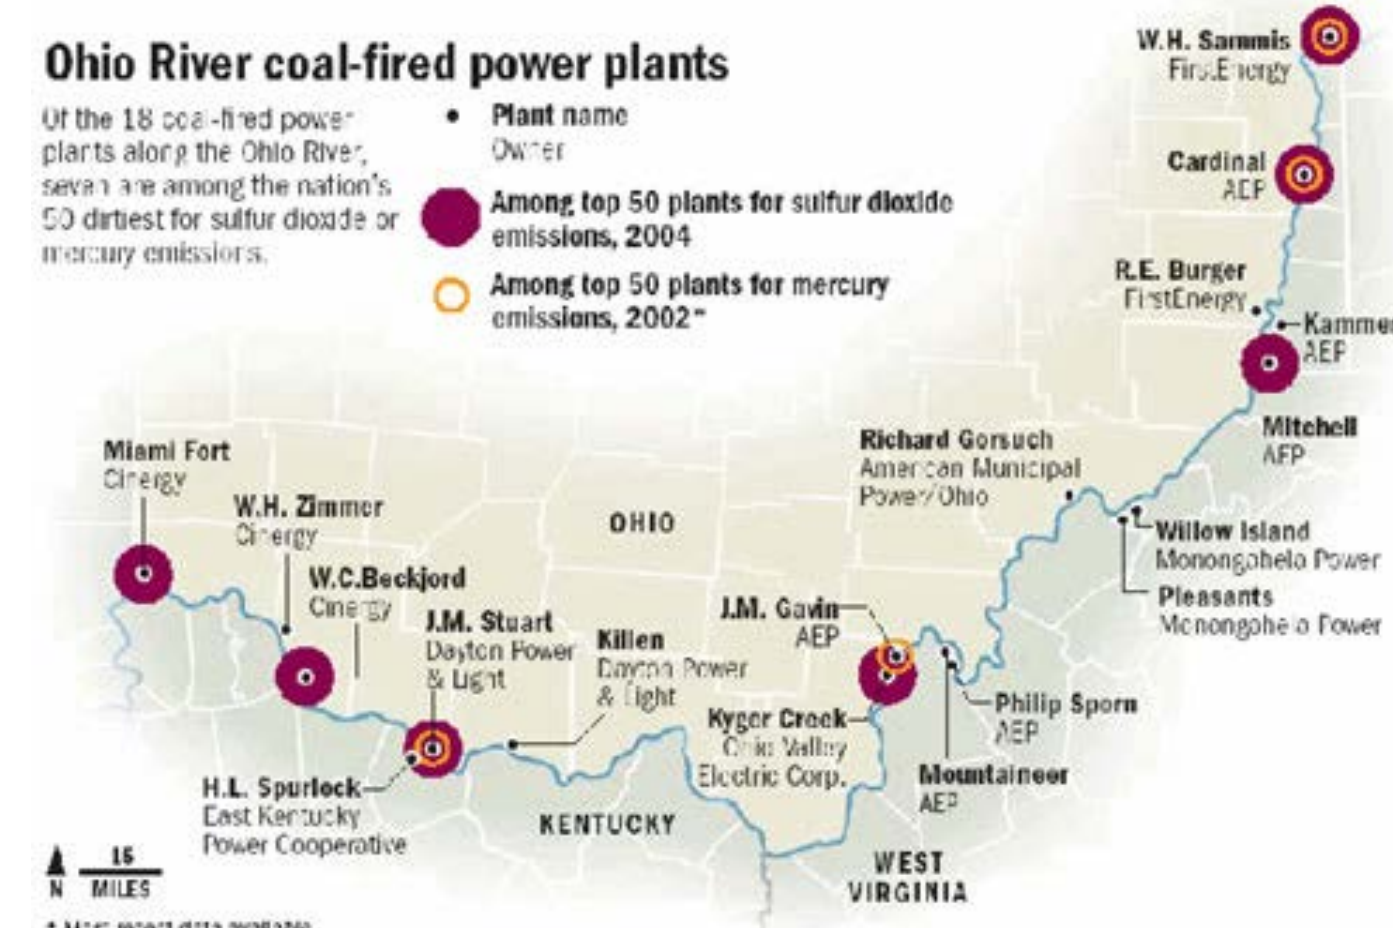 Ohio River coal-fired power plants
Of the 18 coal-fired power
plants along the Ohio River,
seven are among the nation's
50 dirtiest for sulfur dioxide or
mercury emissions.
Plant name
Owner
Among top 50 plants for sulfur dioxide
emissions, 2004
Among top 50 plants for mercury
emissions, 2002*
W.H. Sammis
FirstEnergy
Cardinal
AEP
R.E. Burger
FirstEnergy
Kammer
AEP
Mitchell
AEP
Richard Gorsuch
American Municipal
Power/Ohio
Willow Island
Monongahela Power
Pleasants
Monongahela Power
Miami Fort
Cinergy
W.H. Zimmer
Cinergy
W.C.Beckjord
Cinergy
J.M. Stuart
Dayton Power
& Light
Killen
Dayton Power
& Light
OHIO
J.M. Gavin
AEP
Kyger Creek
Ohio Valley
Electric Corp.
Philip Sporn
AEP
Mountaineer
AEP
H.L. Spurlock
East Kentucky
Power Cooperative
KENTUCKY
WEST
VIRGINIA
15
N MILES
* Most recent data available